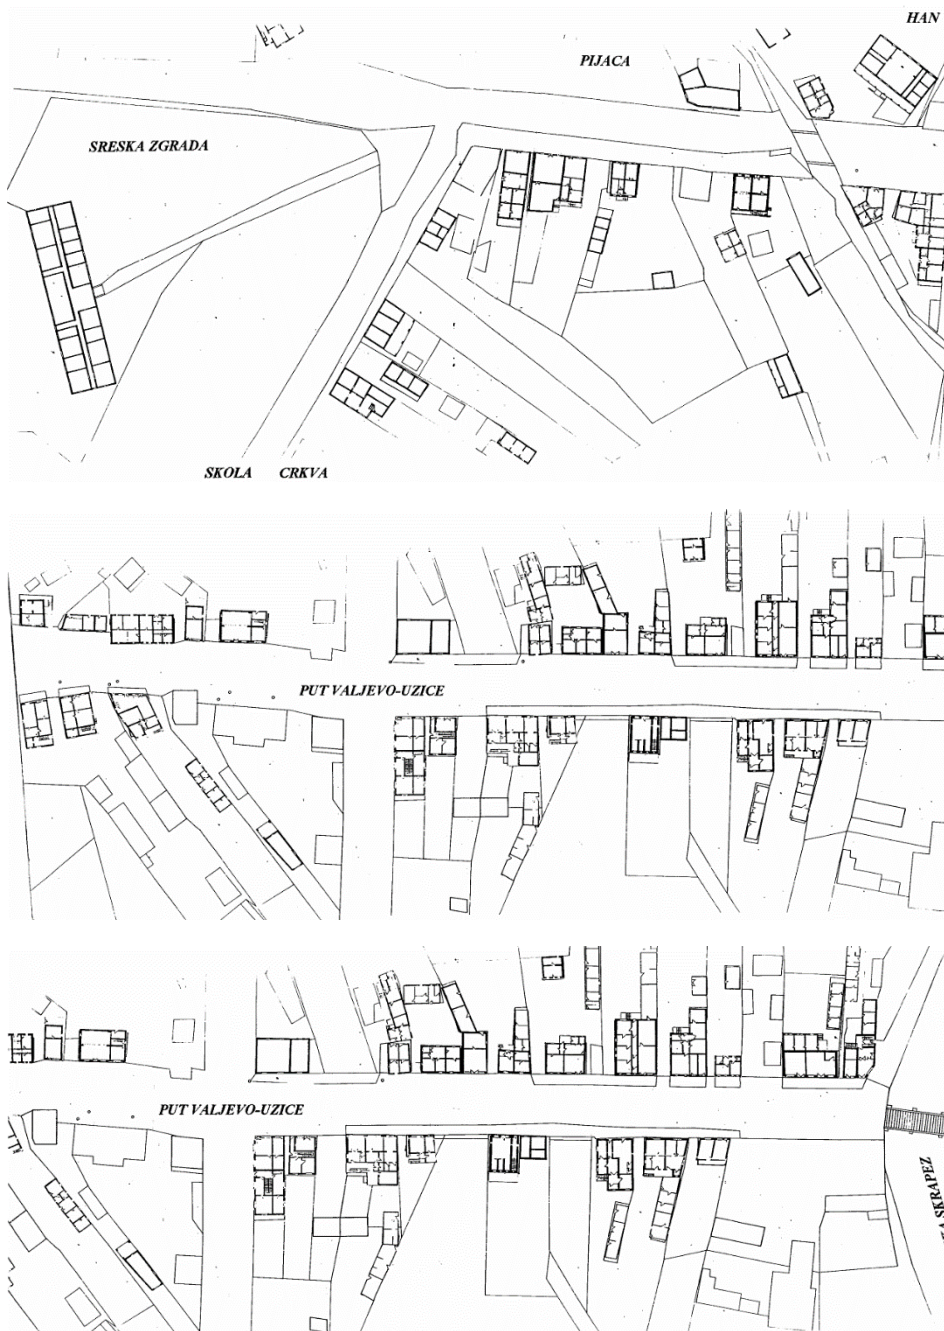 HAN
PIJACA
SRESKA ZGRADA
SKOLA CRKVA
PUT VALJEVO-UZICE
PUT VALJEVO-UZICE
SKRAPEZ